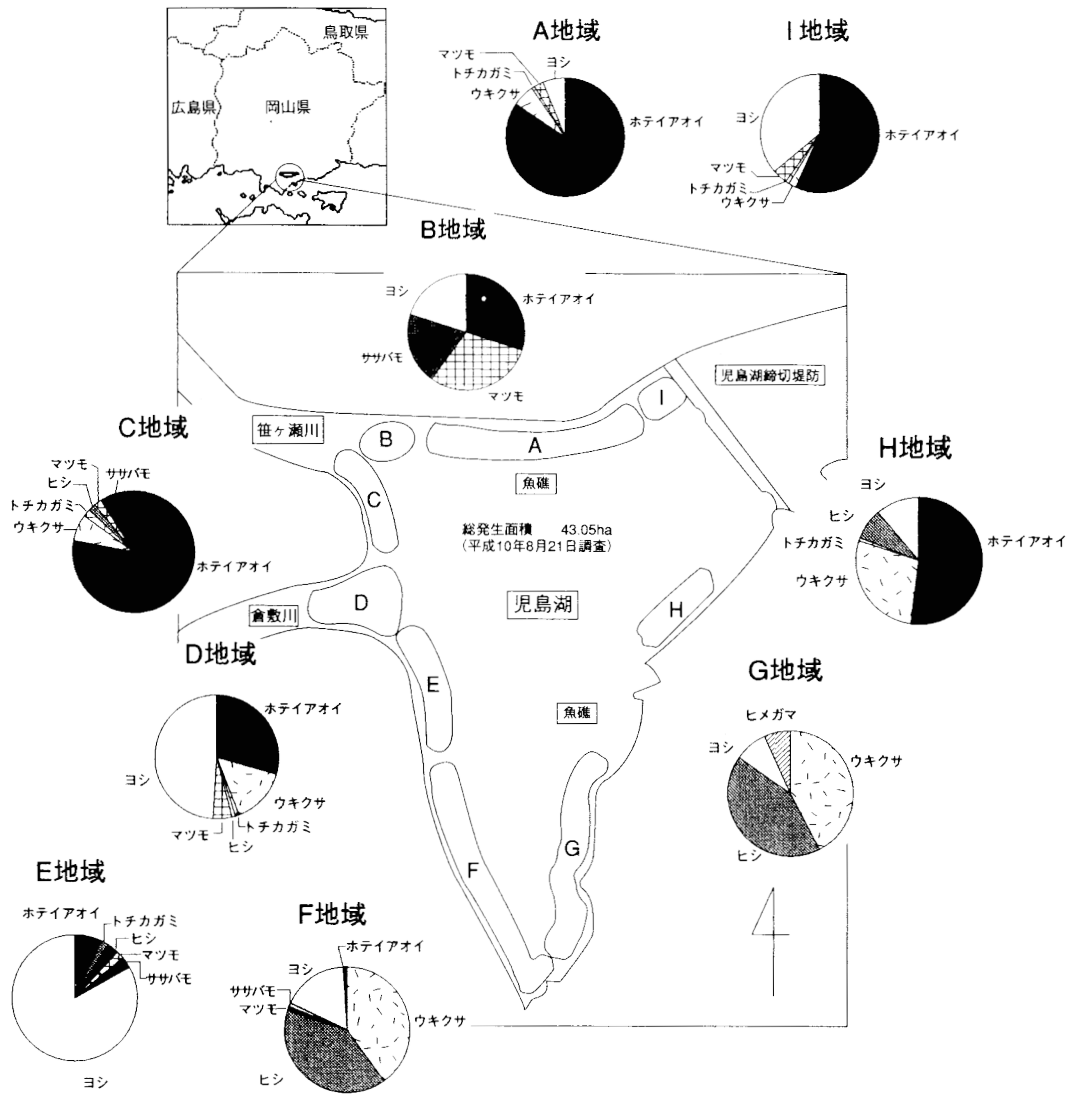 鳥取県
広島県
岡山県
A地域
マツモ
ヨシ
トチカガミ
ウキクサ
ホテイアオイ
I地域
ヨシ
ホテイアオイ
マツモ
トチカガミ
ウキクサ
B地域
ヨシ
ホテイアオイ
ササバモ
マツモ
児島湖締切堤防
笹ヶ瀬川
I
B
A
C
魚礁
総発生面積 43.05ha
(平成10年8月21日調査)
C地域
マツモ
ササバモ
ヒシ
トチカガミ
ウキクサ
ホテイアオイ
H地域
ヨシ
ヒシ
トチカガミ
ホテイアオイ
ウキクサ
倉敷川
D
児島湖
H
E
魚礁
F
G
D地域
ホテイアオイ
ヨシ
ウキクサ
トチカガミ
マツモ
ヒシ
G地域
ヒメガマ
ヨシ
ウキクサ
ヒシ
E地域
ホテイアオイ
トチカガミ
ヒシ
マツモ
ササバモ
ヨシ
F地域
ホテイアオイ
ヨシ
ササバモ
マツモ
ウキクサ
ヒシ